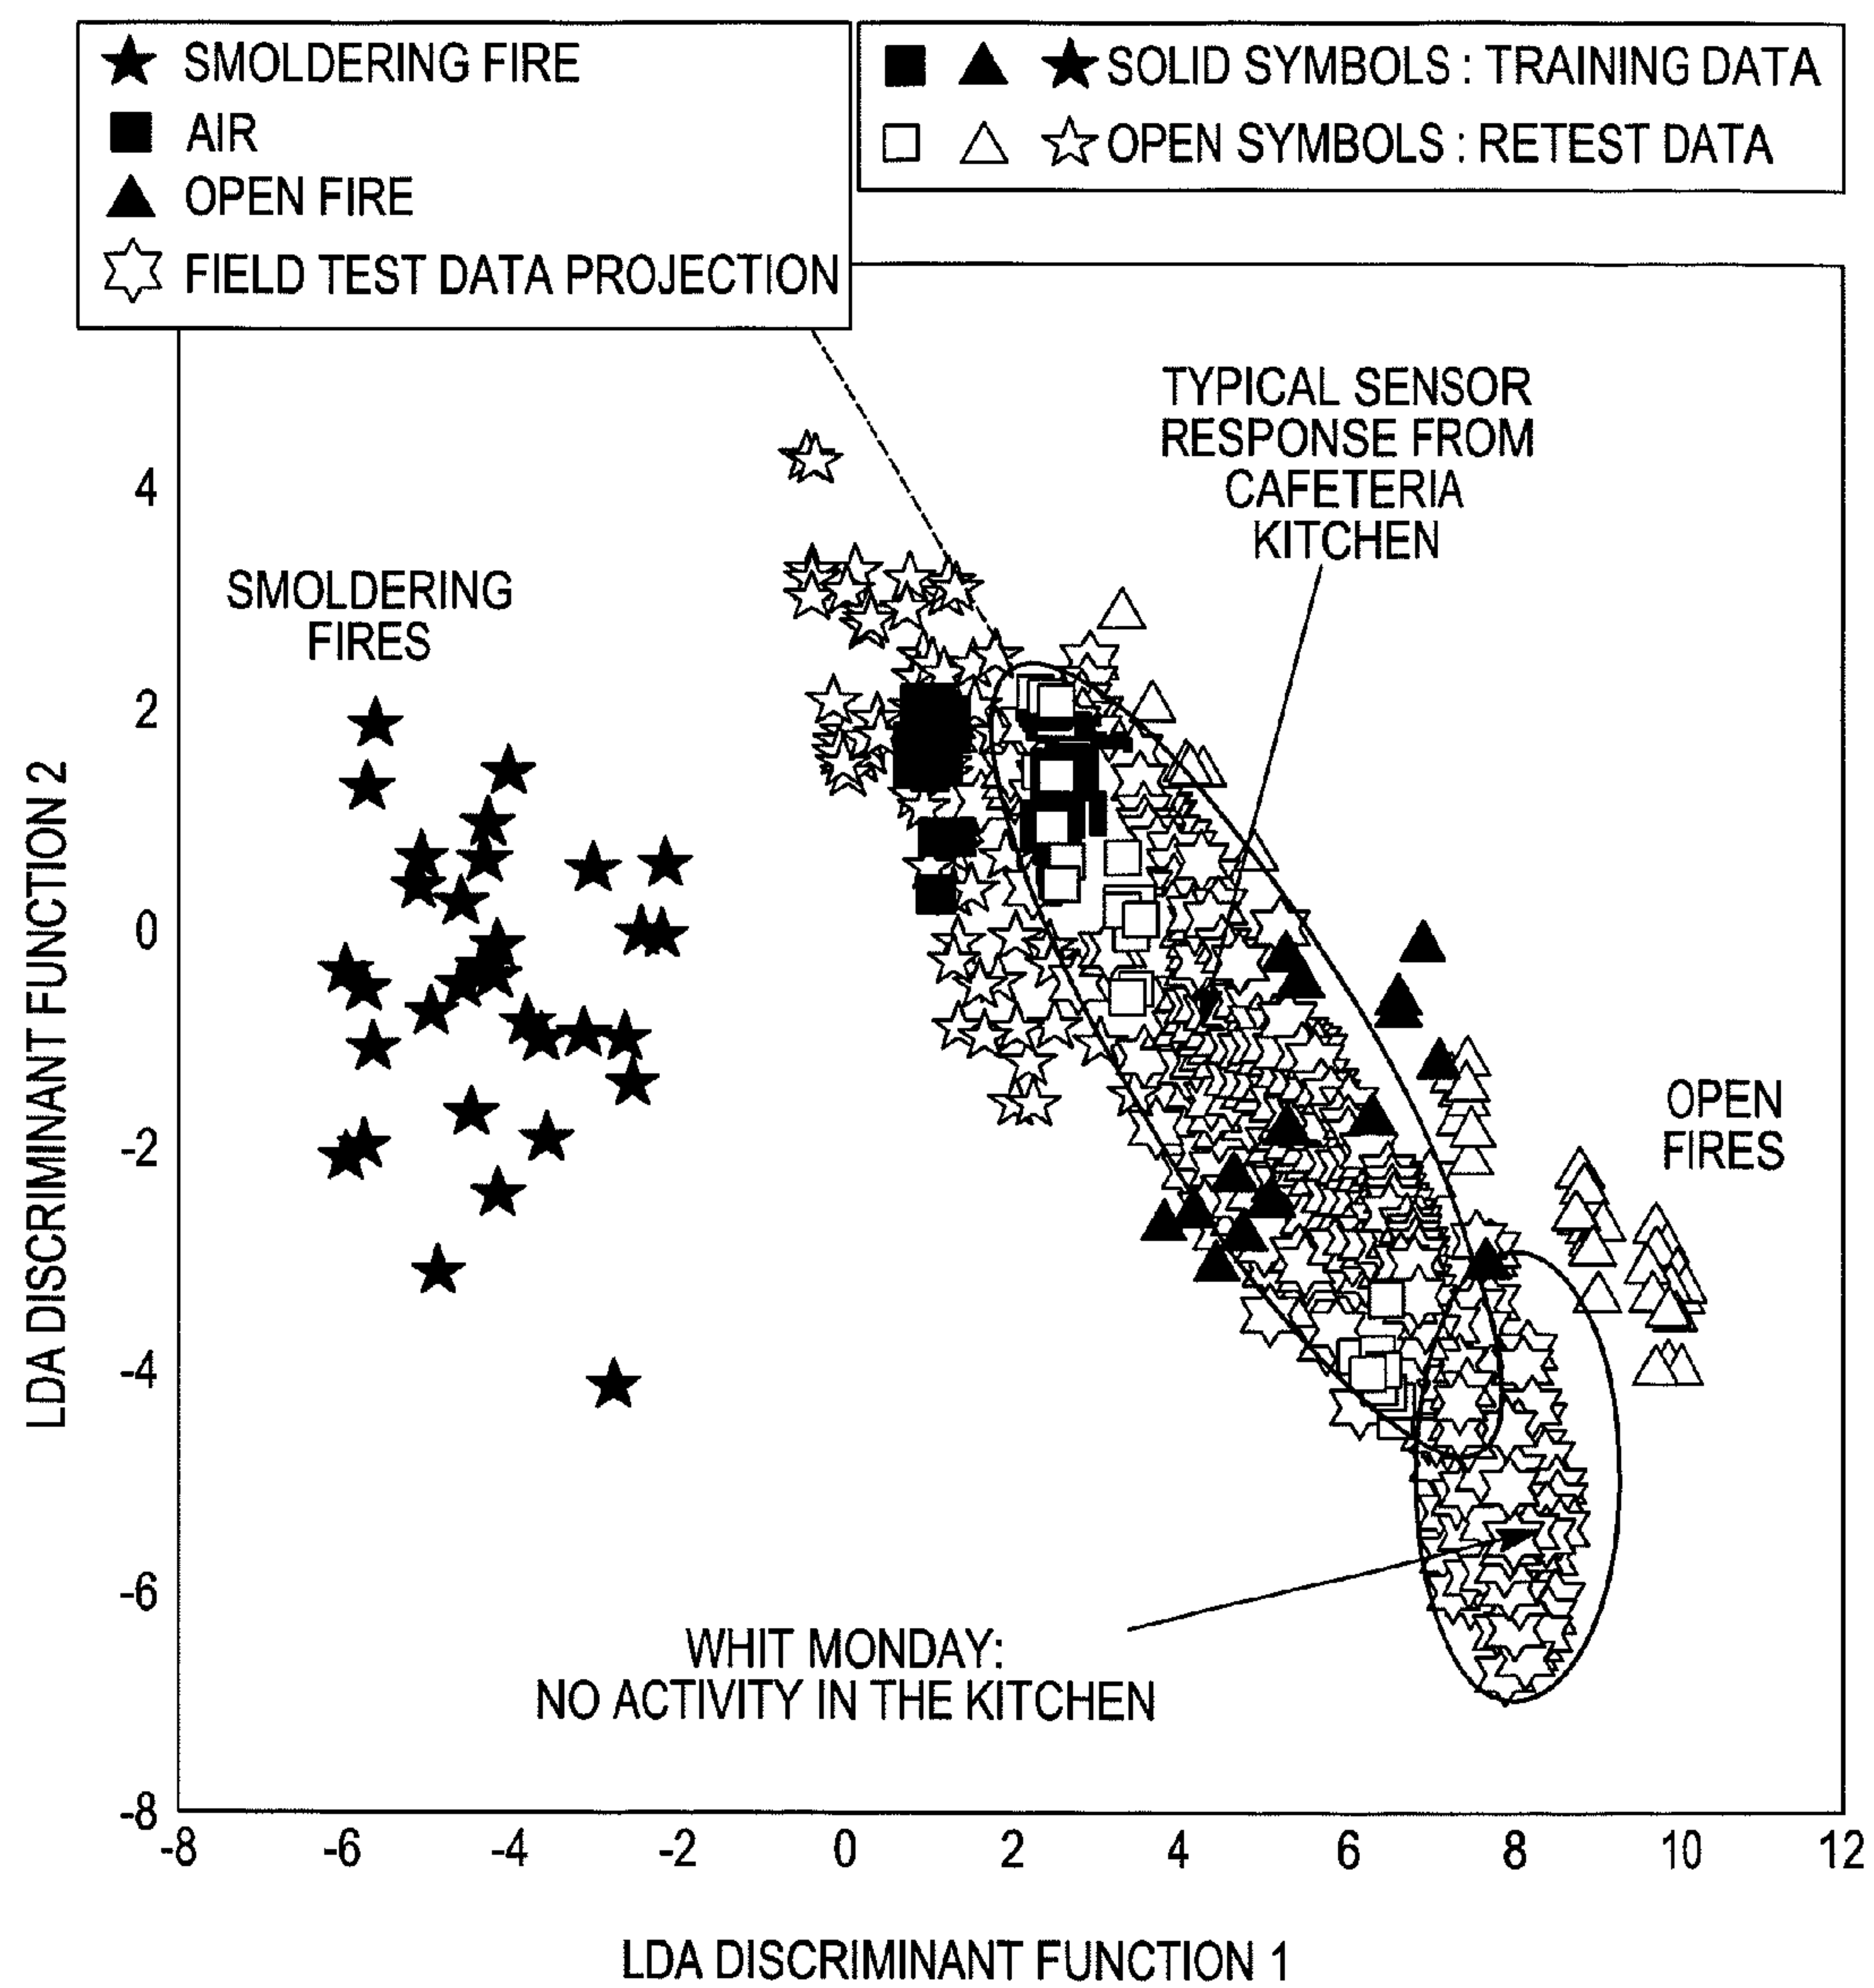 SMOLDERING FIRE
AIR
OPEN FIRE
FIELD TEST DATA PROJECTION
SOLID SYMBOLS : TRAINING DATA
OPEN SYMBOLS : RETEST DATA
TYPICAL SENSOR
RESPONSE FROM
CAFETERIA
KITCHEN
SMOLDERING
FIRES
OPEN
FIRES
WHIT MONDAY:
NO ACTIVITY IN THE KITCHEN
LDA DISCRIMINANT FUNCTION 2
4
2
0
-2
-4
-6
-8
-8 -6 -4 -2 0 2 4 6 8 10 12
LDA DISCRIMINANT FUNCTION 1